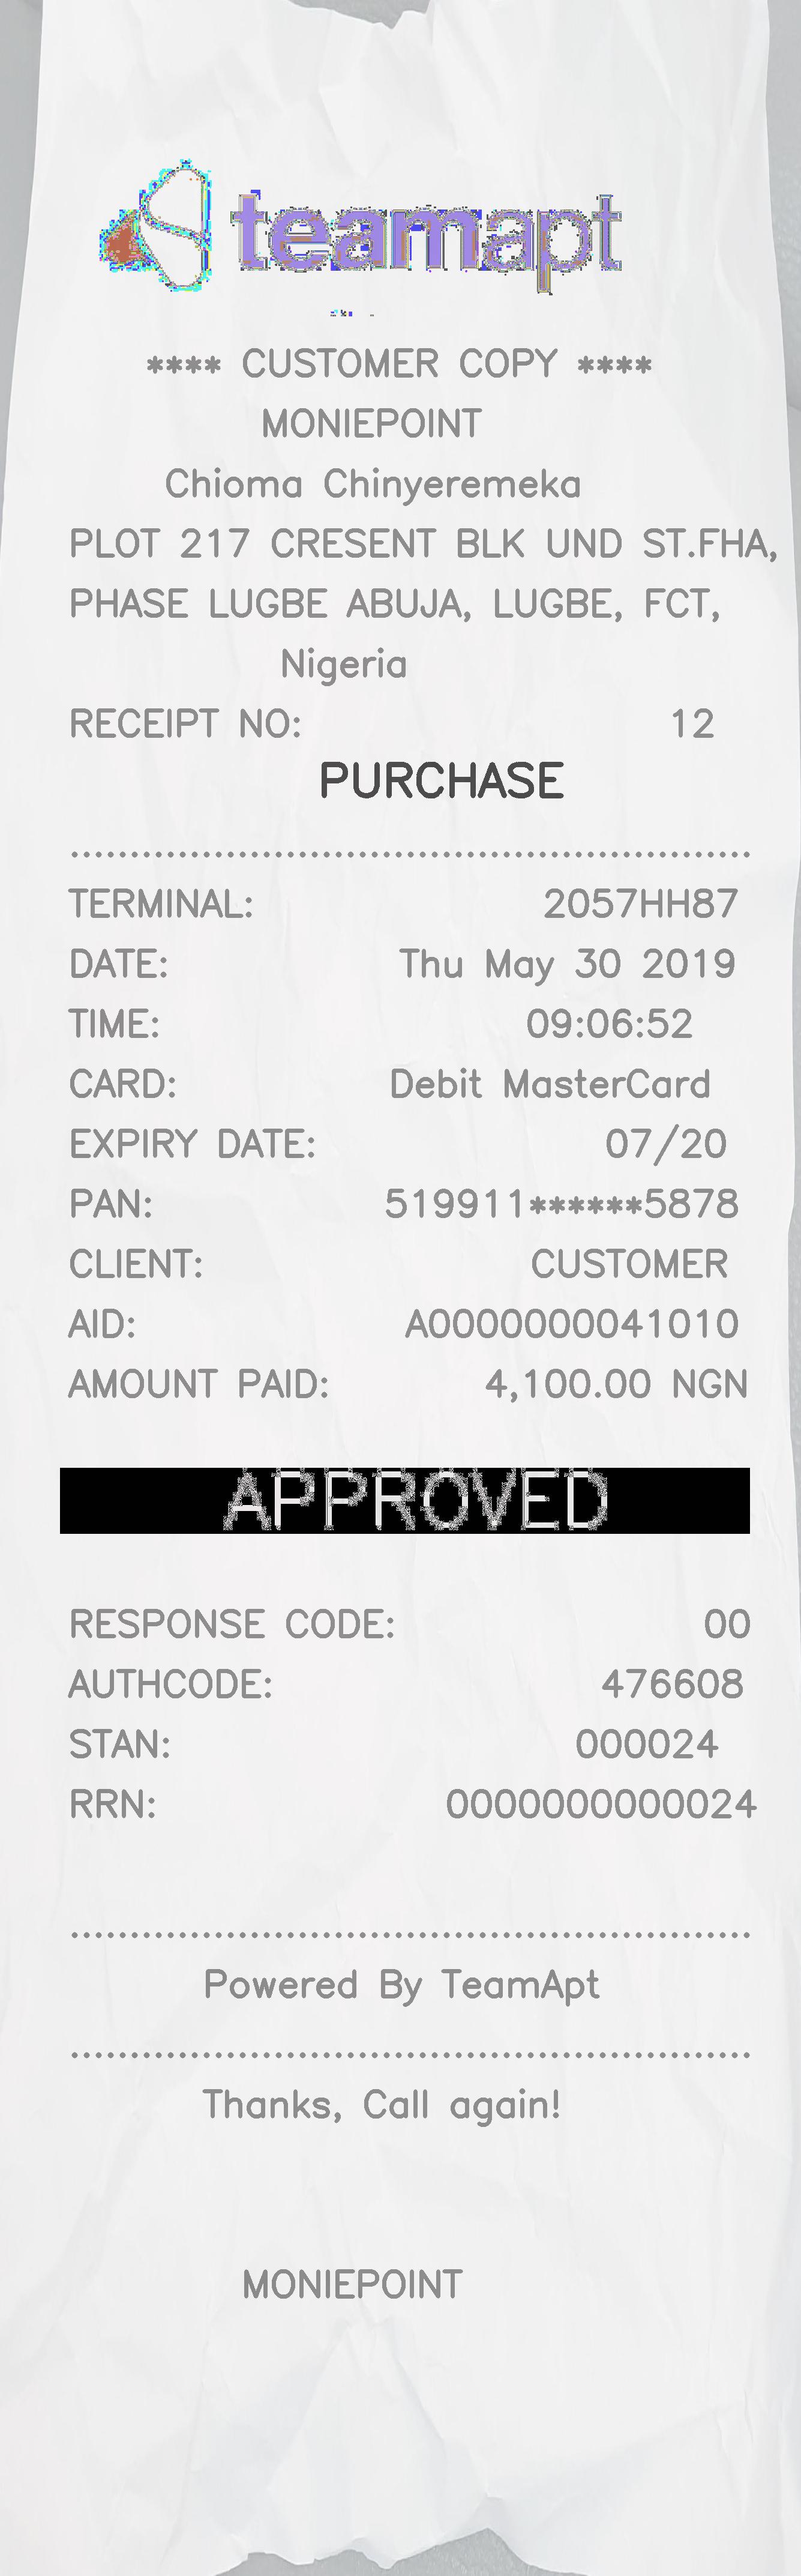 teamapt
**** CUSTOMER COPY ****
MONIEPOINT
Chioma Chinyeremeka
PLOT 217 CRESENT BLK UND ST.FHA,
PHASE LUGBE ABUJA, LUGBE, FCT,
Nigeria
RECEIPT NO: 12
PURCHASE
TERMINAL: 2057HH87
DATE: Thu May 30 2019
TIME: 09:06:52
CARD: Debit MasterCard
EXPIRY DATE: 07/20
PAN: 519911******5878
CLIENT: CUSTOMER
AID: A0000000041010
AMOUNT PAID: 4,100.00 NGN
APPROVED
RESPONSE CODE: 00
AUTHCODE: 476608
STAN: 000024
RRN: 0000000000024
Powered By TeamApt
Thanks, Call again!
MONIEPOINT